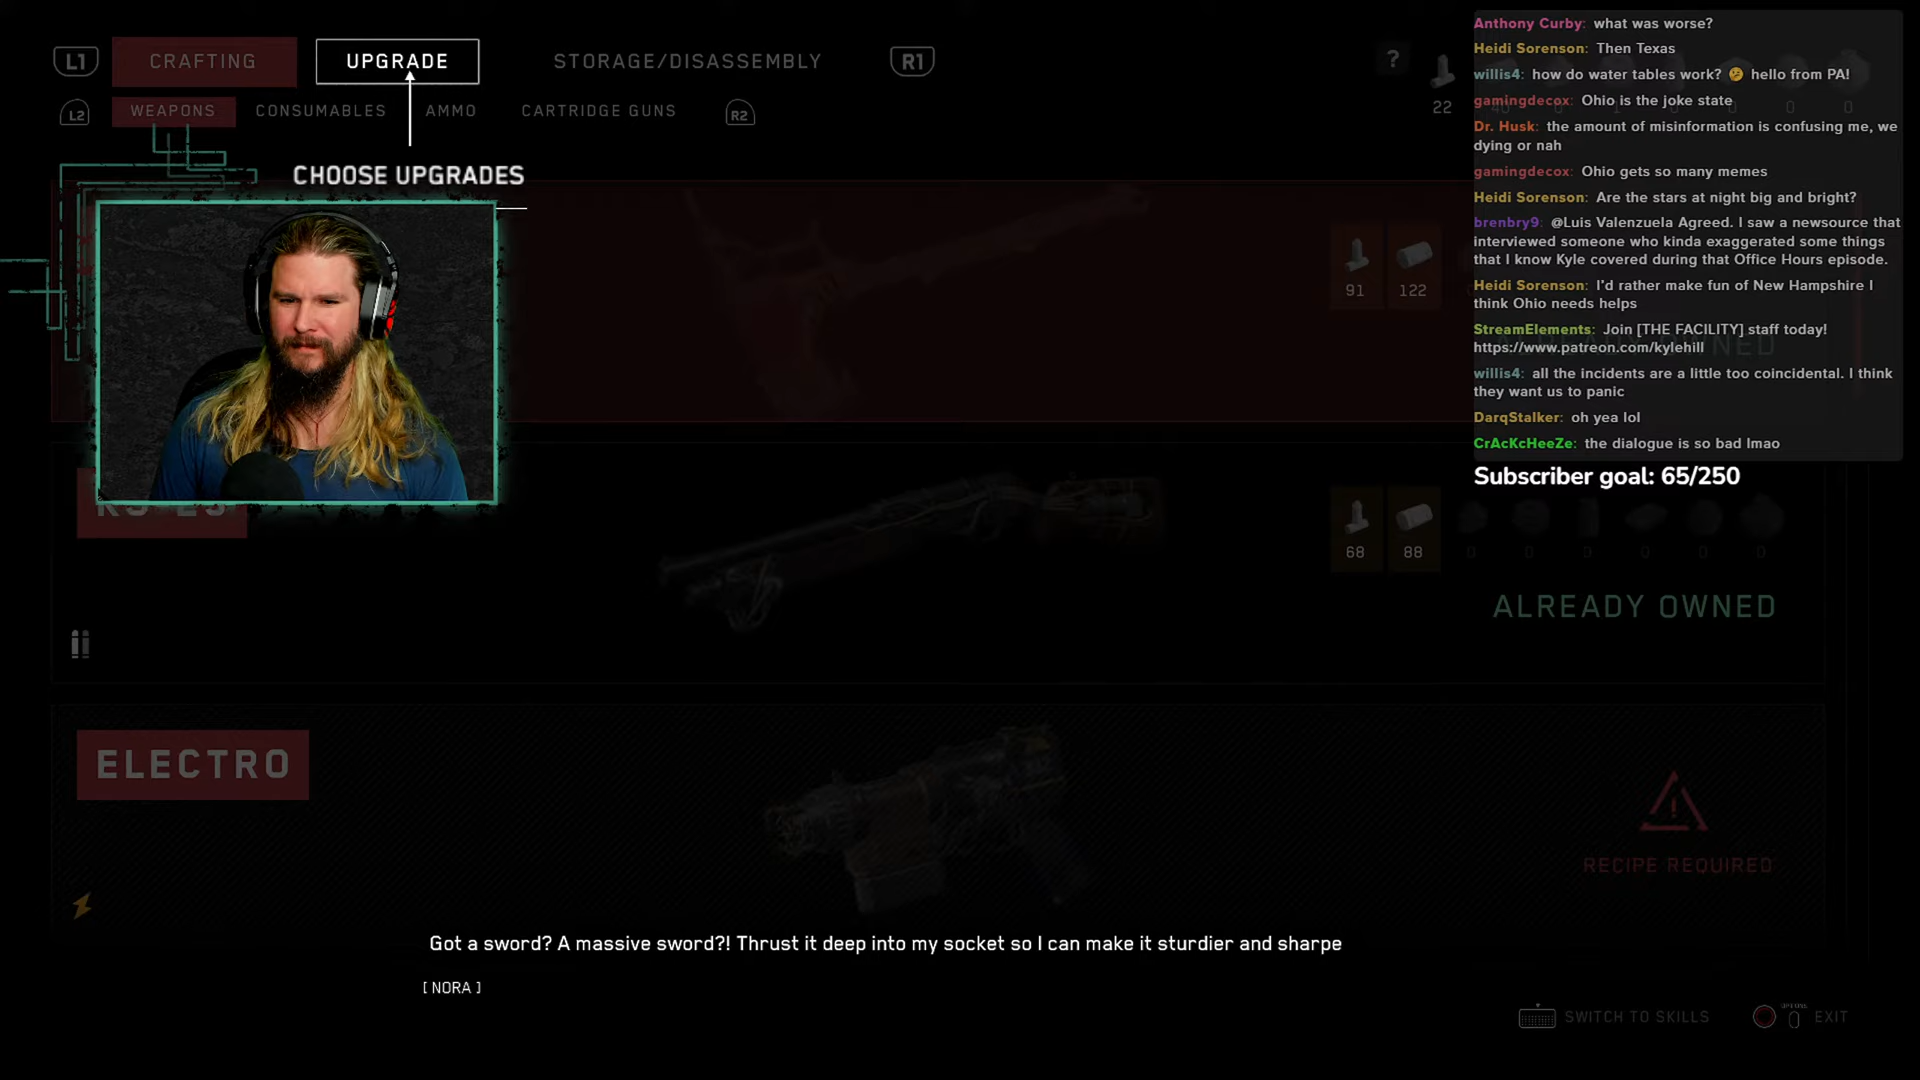 L1
CRAFTING
UPGRADE
STORAGE/DISASSEMBLY
R1
?
22
L2
WEAPONS
CONSUMABLES
AMMO
CARTRIDGE GUNS
R2
CHOOSE UPGRADES
91
122
68
88
0
0
0
0
0
0
ALREADY OWNED
ELECTRO
RECIPE REQUIRED
Got a sword? A massive sword?! Thrust it deep into my socket so I can make it sturdier and sharpe
[ NORA ]
SWITCH TO SKILLS
OPTIONS
EXIT
Anthony Curby: what was worse?
Heidi Sorenson: Then Texas
willis4: how do water tables work? 🤔 hello from PA!
gamingdecox: Ohio is the joke state
Dr. Husk: the amount of misinformation is confusing me, we
dying or nah
gamingdecox: Ohio gets so many memes
Heidi Sorenson: Are the stars at night big and bright?
brenbry9: @Luis Valenzuela Agreed. I saw a newsource that
interviewed someone who kinda exaggerated some things
that I know Kyle covered during that Office Hours episode.
Heidi Sorenson: I'd rather make fun of New Hampshire I
think Ohio needs helps
StreamElements: Join [THE FACILITY] staff today!
https://www.patreon.com/kylehill
willis4: all the incidents are a little too coincidental. I think
they want us to panic
DarqStalker: oh yea lol
CrAcKcHeeZe: the dialogue is so bad lmao
Subscriber goal: 65/250